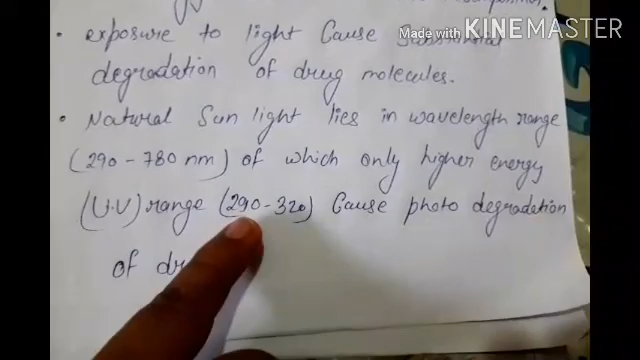 Made with KINEMASTER
• exposure to light Cause Substantial
degradation of drug molecules.
• Natural Sun light lies in wavelength range
(290 - 780 nm) of which only higher energy
(U.V) range (290-320) Cause photo degradation
of